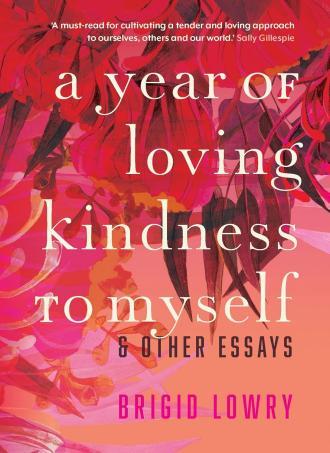 'A must-read for cultivating a tender and loving approach
to ourselves, others and our world.' Sally Gillespie
a year of
loving
kindness
to myself
& OTHER ESSAYS
BRIGID LOWRY